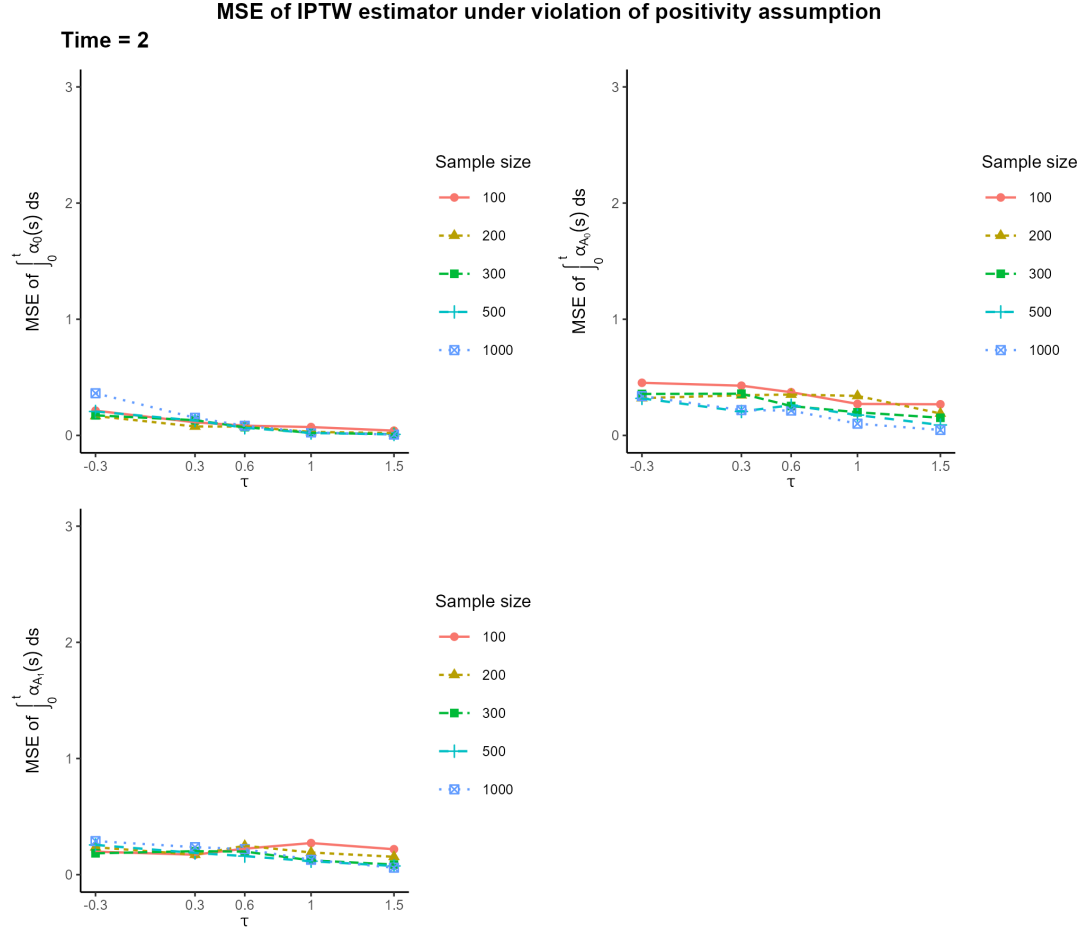 MSE of IPTW estimator under violation of positivity assumption
Time = 2
MSE of ∫₀ᵗ α₀(s) ds
3
2
1
0
-0.3 0.3 0.6 1 1.5
τ
Sample size
100
200
300
500
1000
MSE of ∫₀ᵗ α_A₀(s) ds
3
2
1
0
-0.3 0.3 0.6 1 1.5
τ
Sample size
100
200
300
500
1000
MSE of ∫₀ᵗ α_A₁(s) ds
3
2
1
0
-0.3 0.3 0.6 1 1.5
τ
Sample size
100
200
300
500
1000